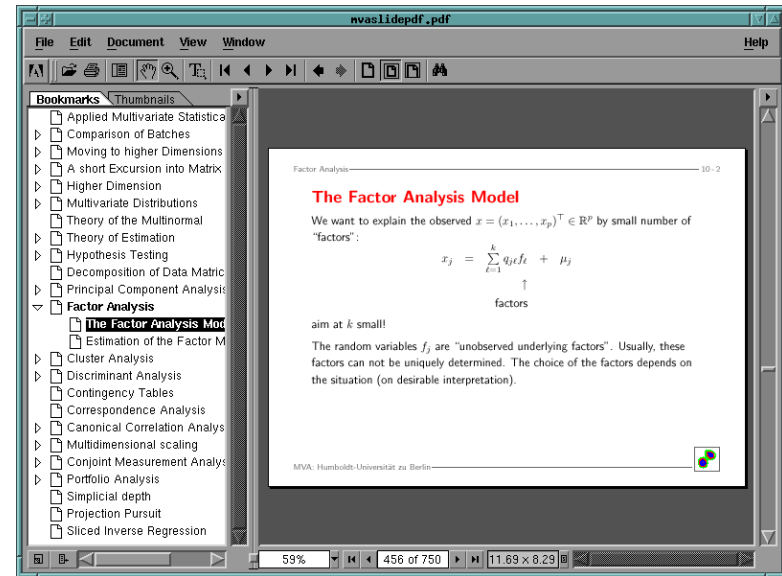 mvaslidepdf.pdf
File Edit Document View Window Help
Bookmarks Thumbnails
Applied Multivariate Statistica
Comparison of Batches
Moving to higher Dimensions
A short Excursion into Matrix
Higher Dimension
Multivariate Distributions
Theory of the Multinormal
Theory of Estimation
Hypothesis Testing
Decomposition of Data Matric
Principal Component Analysis
Factor Analysis
The Factor Analysis Mod
Estimation of the Factor M
Cluster Analysis
Discriminant Analysis
Contingency Tables
Correspondence Analysis
Canonical Correlation Analys
Multidimensional scaling
Conjoint Measurement Analys
Portfolio Analysis
Simplicial depth
Projection Pursuit
Sliced Inverse Regression
Factor Analysis 10-2
The Factor Analysis Model
We want to explain the observed x = (x₁, . . . , xₚ)⊤ ∈ ℝᵖ by small number of
“factors”:
xⱼ = ∑ₗ₌₁ᵏ qⱼₗfₗ + μⱼ
↑
factors
aim at k small!
The random variables fⱼ are “unobserved underlying factors”. Usually, these
factors can not be uniquely determined. The choice of the factors depends on
the situation (on desirable interpretation).
MVA: Humboldt-Universität zu Berlin
59% 456 of 750 11.69 × 8.29